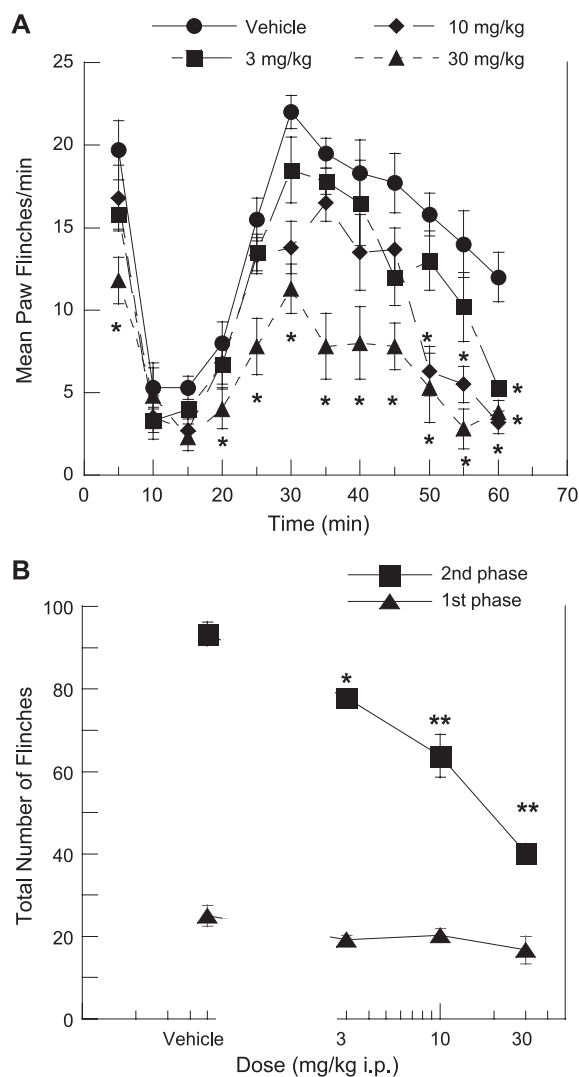 A
Vehicle
10 mg/kg
3 mg/kg
30 mg/kg
25
20
15
10
5
0
Mean Paw Flinches/min
*
*
*
*
*
*
*
*
*
*
*
*
*
*
0 10 20 30 40 50 60 70
Time (min)
B
2nd phase
1st phase
100
80
60
40
20
0
Total Number of Flinches
*
**
**
Vehicle 3 10 30
Dose (mg/kg i.p.)